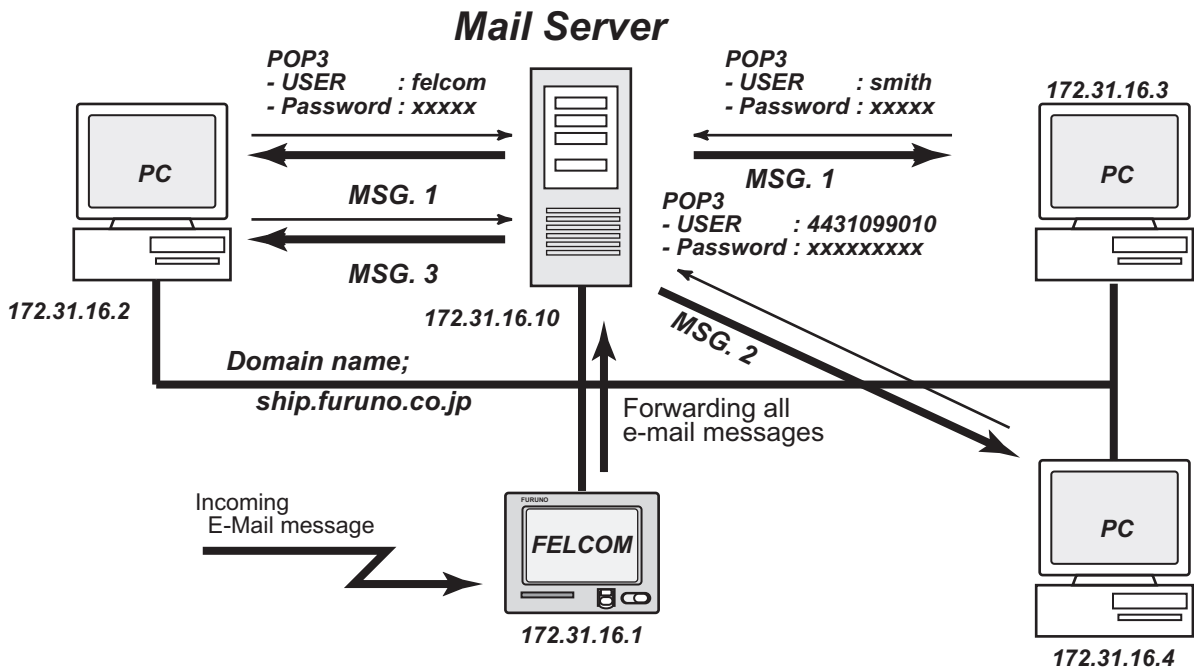 Mail Server
POP3
- USER : felcom
- Password : xxxxx
POP3
- USER : smith
- Password : xxxxx
172.31.16.3
PC
MSG. 1
MSG. 3
172.31.16.2
172.31.16.10
MSG. 1
PC
POP3
- USER : 4431099010
- Password : xxxxxxxxx
MSG. 2
Domain name;
ship.furuno.co.jp
Forwarding all
e-mail messages
Incoming
E-Mail message
FURUNO
FELCOM
172.31.16.1
PC
172.31.16.4